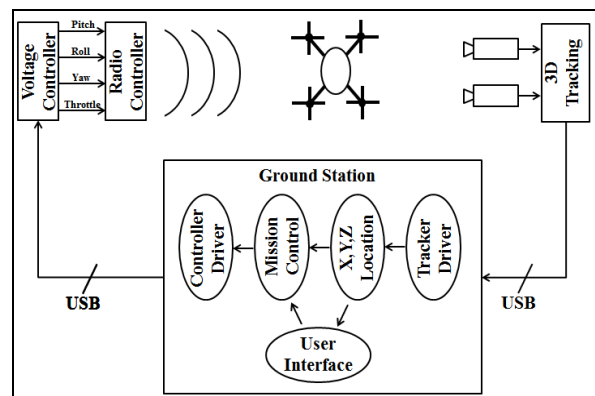 Voltage
Controller
Pitch
Roll
Yaw
Throttle
Radio
Controller
3D
Tracking
Ground Station
Controller
Driver
Mission
Control
X,Y,Z
Location
Tracker
Driver
User
Interface
USB
USB